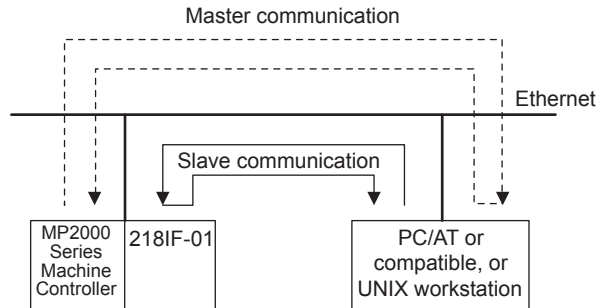 Master communication
Ethernet
Slave communication
MP2000
Series
Machine
Controller
218IF-01
PC/AT or
compatible, or
UNIX workstation